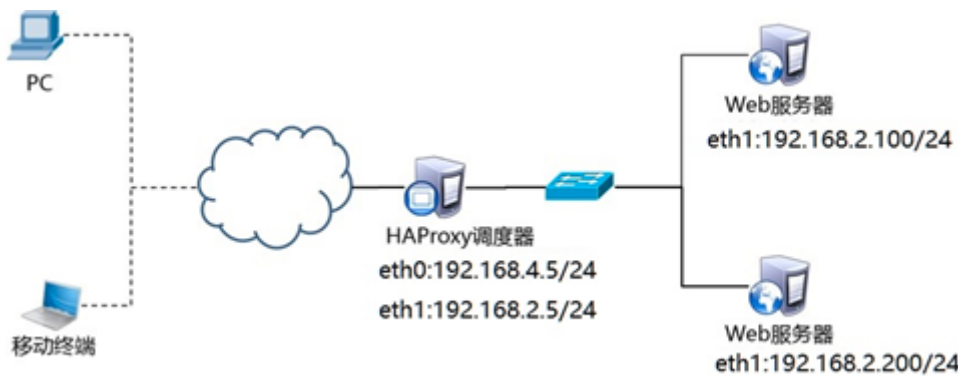 PC
移动终端
HAProxy调度器
eth0:192.168.4.5/24
eth1:192.168.2.5/24
Web服务器
eth1:192.168.2.100/24
Web服务器
eth1:192.168.2.200/24